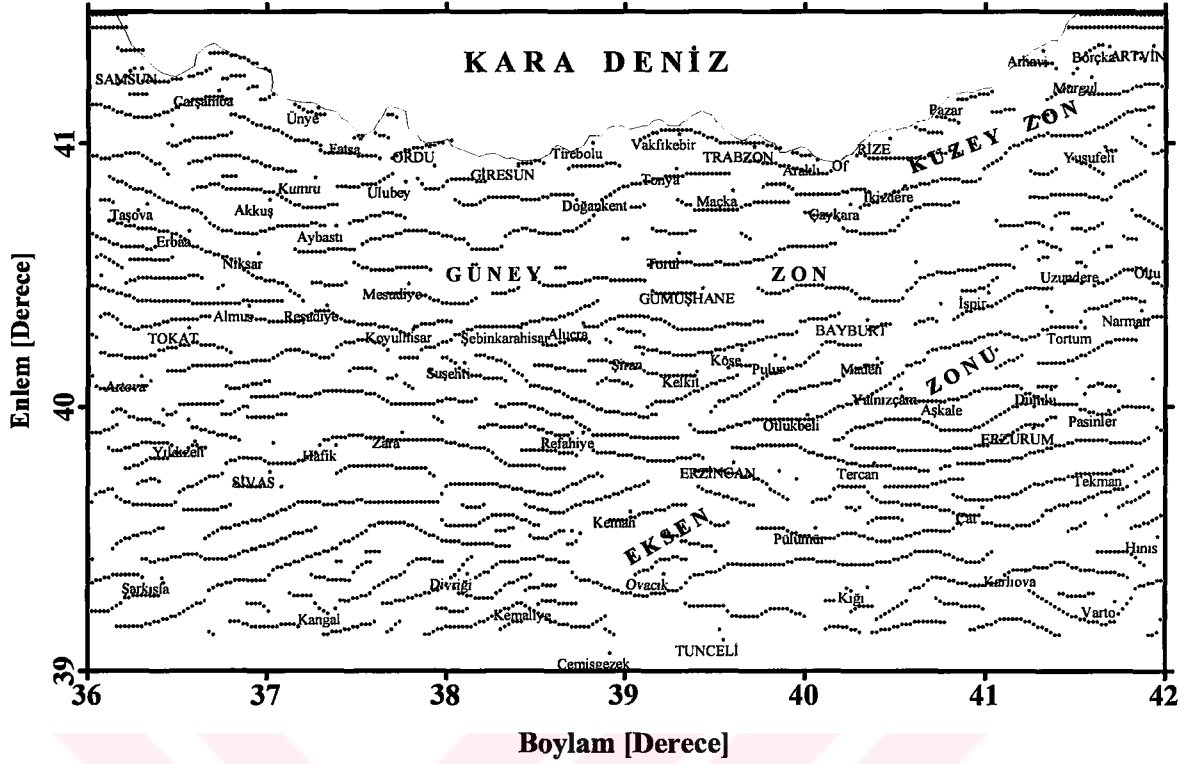 KARA DENİZ
SAMSUN
Arhavi
Borçka
ARTVİN
Çarşamba
Murgul
Ünye
Pazar
KUZEY ZON
41
Fatsa
ORDU
Tirebolu
Vakfıkebir
TRABZON
RİZE
Of
Araklı
Yusufeli
GİRESUN
Tonya
Kumru
Ulubey
Maçka
İkizdere
Doğankent
Çaykara
Taşova
Akkuş
Erbaa
Aybastı
Niksar
GÜNEY ZON
Torul
Uzundere
Oltu
Mesudiye
GÜMÜŞHANE
İspir
Almus
Reşadiye
Narman
TOKAT
Koyulhisar
Şebinkarahisar
Alucra
BAYBURT
Tortum
Suşehri
Şiran
Köse
Pulur
Maden
Kelkit
ZONU
Artova
40
Yalnızçam
Aşkale
Dumlu
Otlukbeli
Pasinler
Yıldızeli
Hafik
Zara
Refahiye
ERZURUM
SİVAS
ERZİNCAN
Tercan
Tekman
Kemah
EKSEN
Çat
Pülümür
Hınıs
Şarkışla
Divriği
Ovacık
Kığı
Karlıova
Kangal
Kemaliye
Varto
TUNCELİ
Çemişgezek
39
36 37 38 39 40 41 42
Enlem [Derece]
Boylam [Derece]